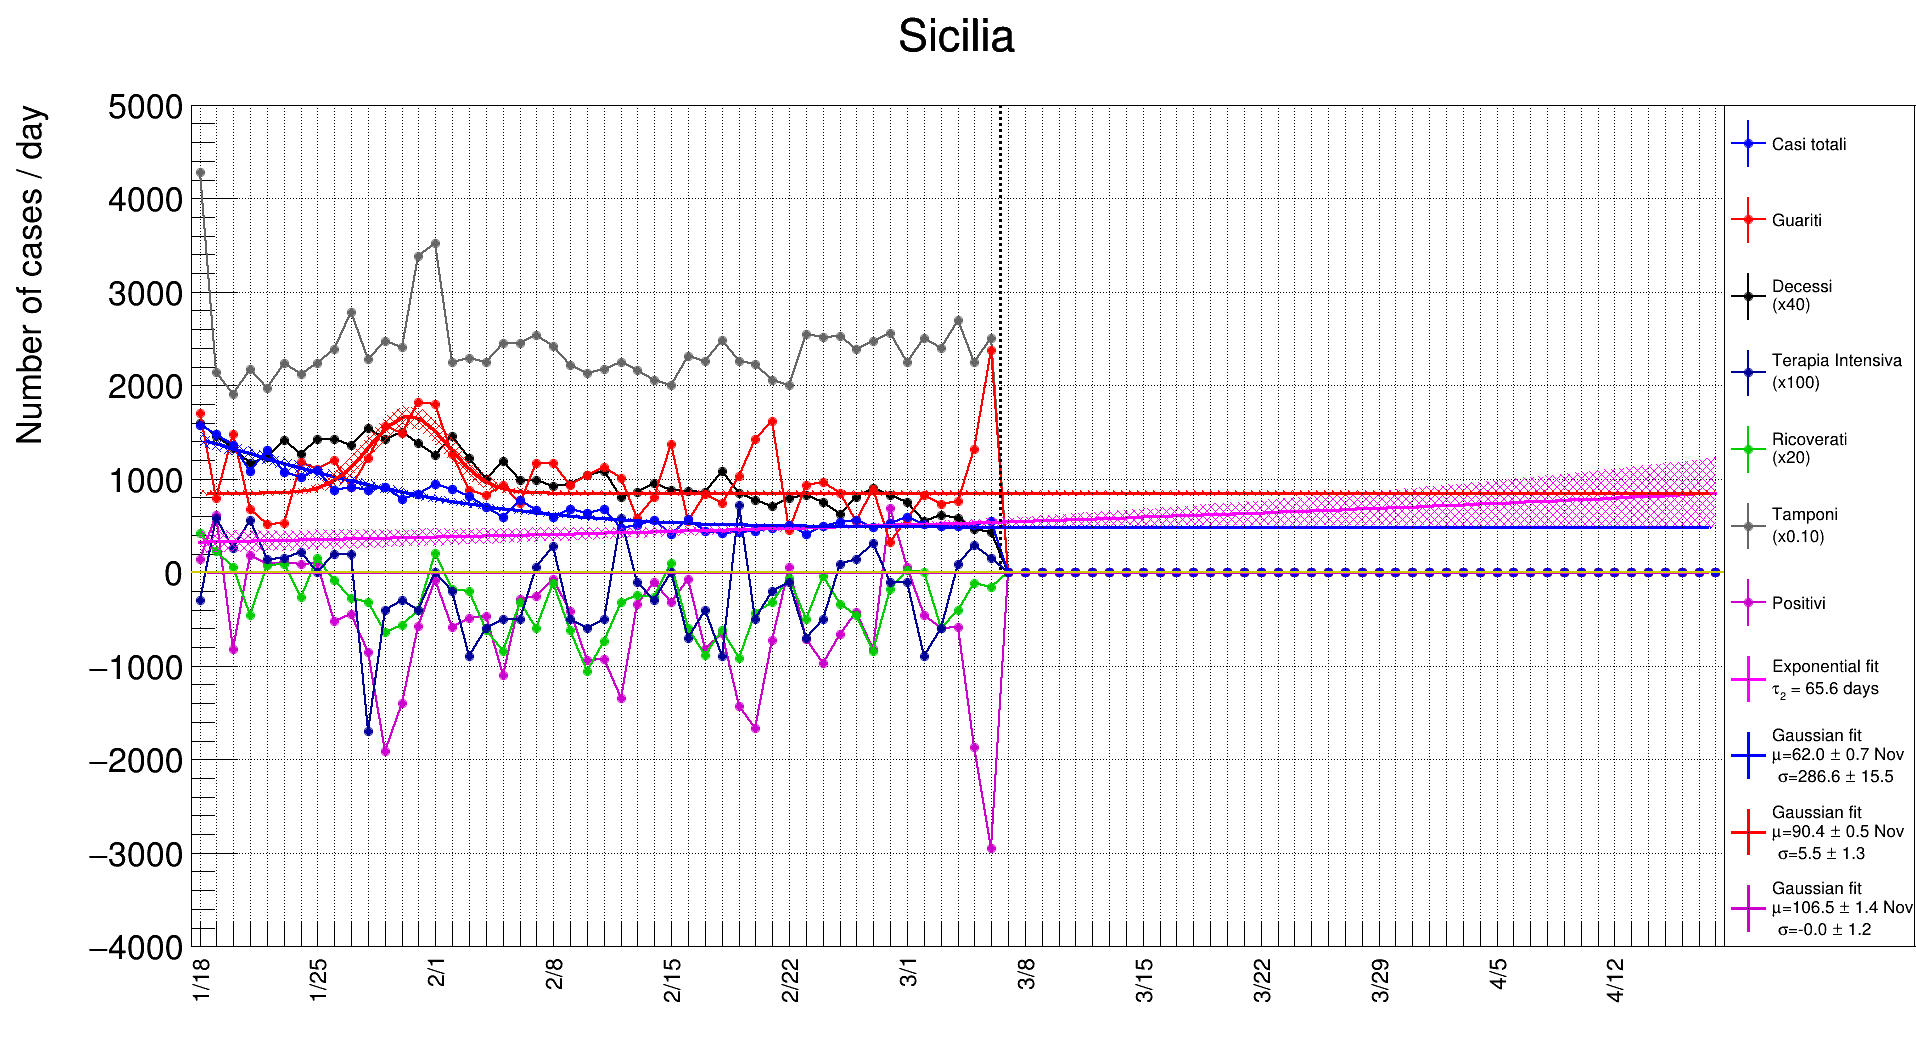 Sicilia
Number of cases / day
5000
4000
3000
2000
1000
0
−1000
−2000
−3000
−4000
1/18
1/25
2/1
2/8
2/15
2/22
3/1
3/8
3/15
3/22
3/29
4/5
4/12
Casi totali
Guariti
Decessi
(x40)
Terapia Intensiva
(x100)
Ricoverati
(x20)
Tamponi
(x0.10)
Positivi
Exponential fit
τ2 = 65.6 days
Gaussian fit
μ=62.0 ± 0.7 Nov
σ=286.6 ± 15.5
Gaussian fit
μ=90.4 ± 0.5 Nov
σ=5.5 ± 1.3
Gaussian fit
μ=106.5 ± 1.4 Nov
σ=-0.0 ± 1.2